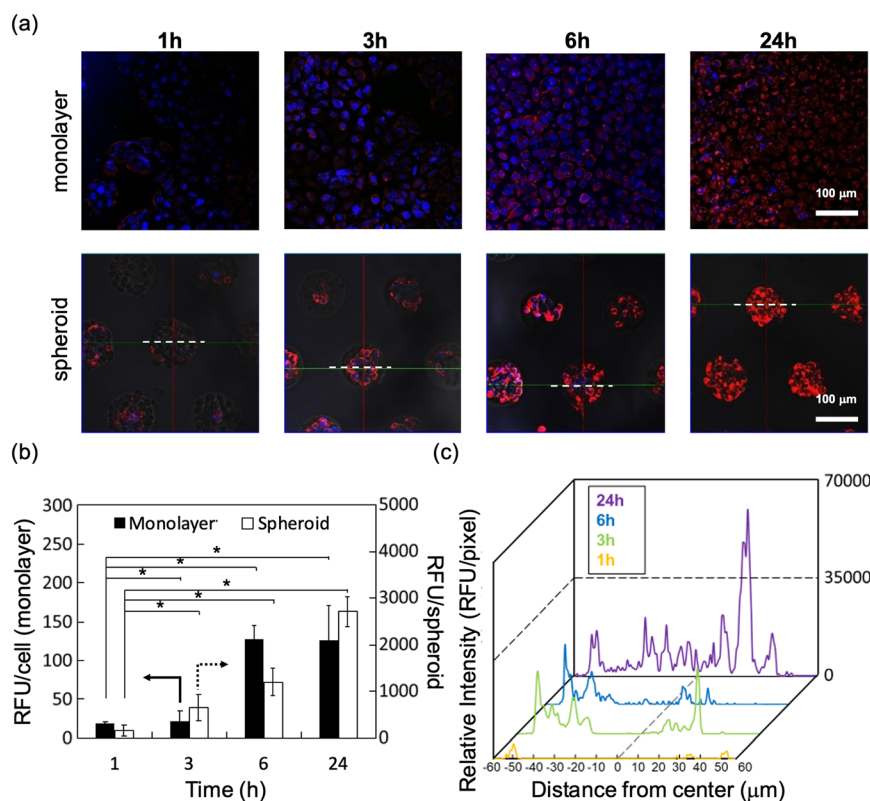 (a)
1h 3h 6h 24h
monolayer
100 μm
spheroid
100 μm
(b)
RFU/cell (monolayer)
300
250
200
150
100
50
0
Monolayer
Spheroid
* * * * * *
5000
4000
3000
2000
1000
0
RFU/spheroid
1 3 6 24
Time (h)
(c)
Relative Intensity (RFU/pixel)
24h
6h
3h
1h
70000
35000
0
-60 -50 -40 -30 -20 -10 0 10 20 30 40 50 60
Distance from center (μm)